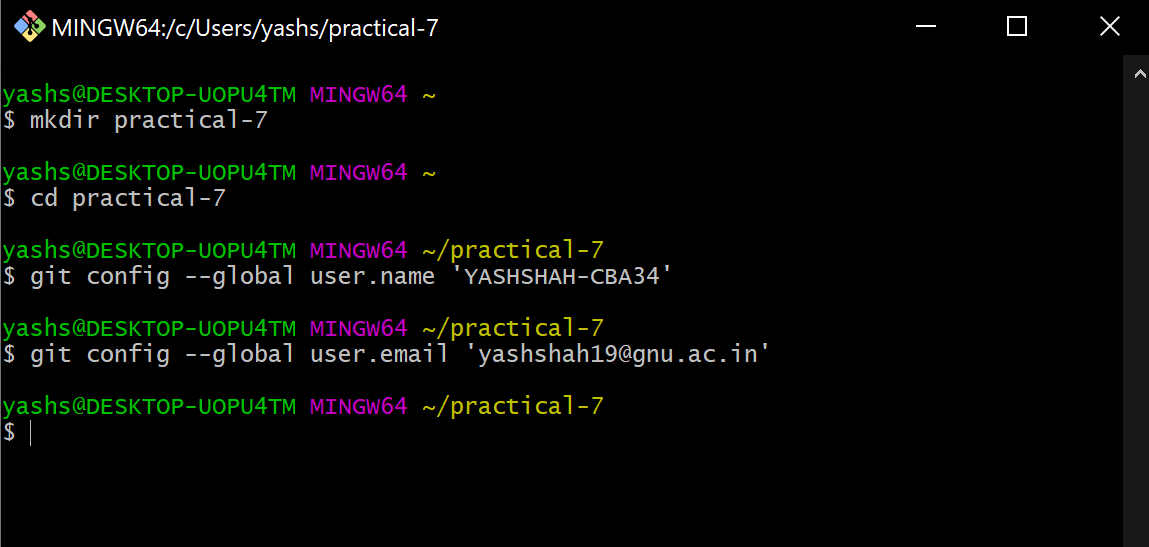 MINGW64:/c/Users/yashs/practical-7
yashs@DESKTOP-UOPU4TM MINGW64 ~
$ mkdir practical-7
yashs@DESKTOP-UOPU4TM MINGW64 ~
$ cd practical-7
yashs@DESKTOP-UOPU4TM MINGW64 ~/practical-7
$ git config --global user.name 'YASHSHAH-CBA34'
yashs@DESKTOP-UOPU4TM MINGW64 ~/practical-7
$ git config --global user.email 'yashshah19@gnu.ac.in'
yashs@DESKTOP-UOPU4TM MINGW64 ~/practical-7
$